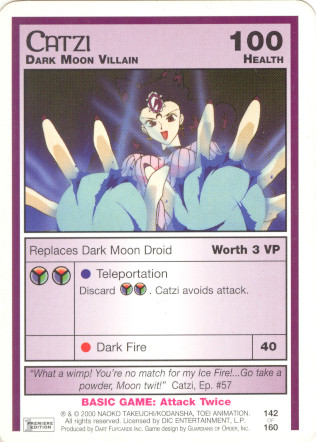 CATZI
DARK MOON VILLAIN
100
HEALTH
Replaces Dark Moon Droid
Worth 3 VP
Teleportation
Discard . Catzi avoids attack.
Dark Fire
40
"What a wimp! You're no match for my Ice Fire!...Go take a
powder, Moon twit!" Catzi, Ep. #57
BASIC GAME: Attack Twice
PREMIERE
EDITION
® & © 2000 NAOKO TAKEUCHI/KODANSHA, TOEI ANIMATION.
All rights reserved. Licensed by DIC ENTERTAINMENT, L.P.
PRODUCED BY DART FLIPCARDS INC. Game design by GUARDIANS OF ORDER, INC.
142
OF
160